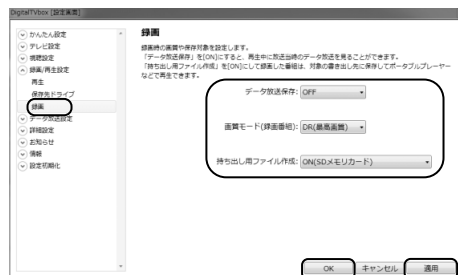 DigitalTVbox [設定画面]
かんたん設定
テレビ設定
視聴設定
録画/再生設定
再生
保存先ドライブ
録画
データ放送設定
詳細設定
お知らせ
情報
設定初期化
録画
録画時の画質や保存対象を設定します。
「データ放送保存」を[ON]にすると、再生中に放送当時のデータ放送を見ることができます。
「持ち出し用ファイル作成」を[ON]にして録画した番組は、対象の書き出し先に保存してポータブルプレーヤー
などで再生できます。
データ放送保存: OFF
画質モード(録画番組): DR(最高画質)
持ち出し用ファイル作成: ON(SDメモリカード)
OK キャンセル 適用